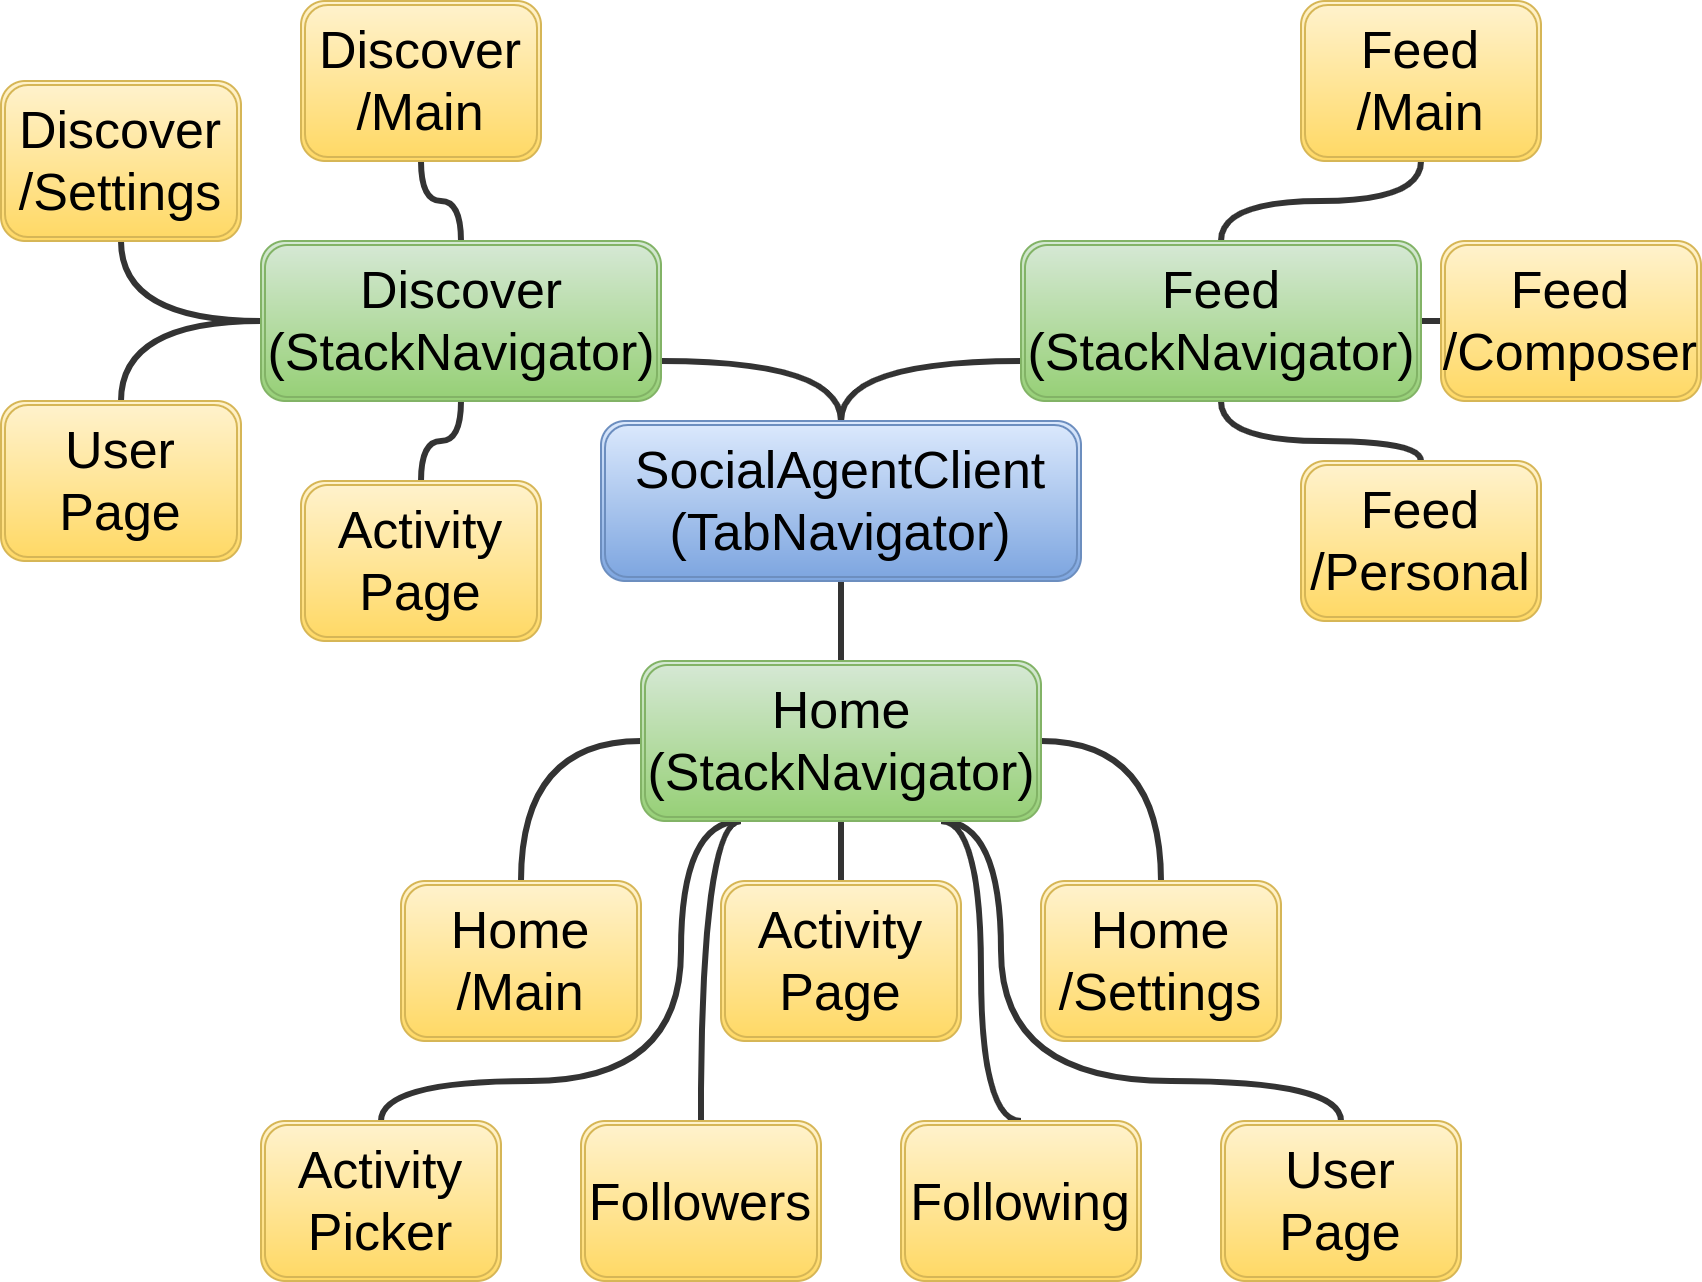 Discover
/Main
Feed
/Main
Discover
/Settings
Discover
(StackNavigator)
Feed
(StackNavigator)
Feed
/Composer
User
Page
SocialAgentClient
(TabNavigator)
Activity
Page
Feed
/Personal
Home
(StackNavigator)
Home
/Main
Activity
Page
Home
/Settings
Activity
Picker
Followers
Following
User
Page